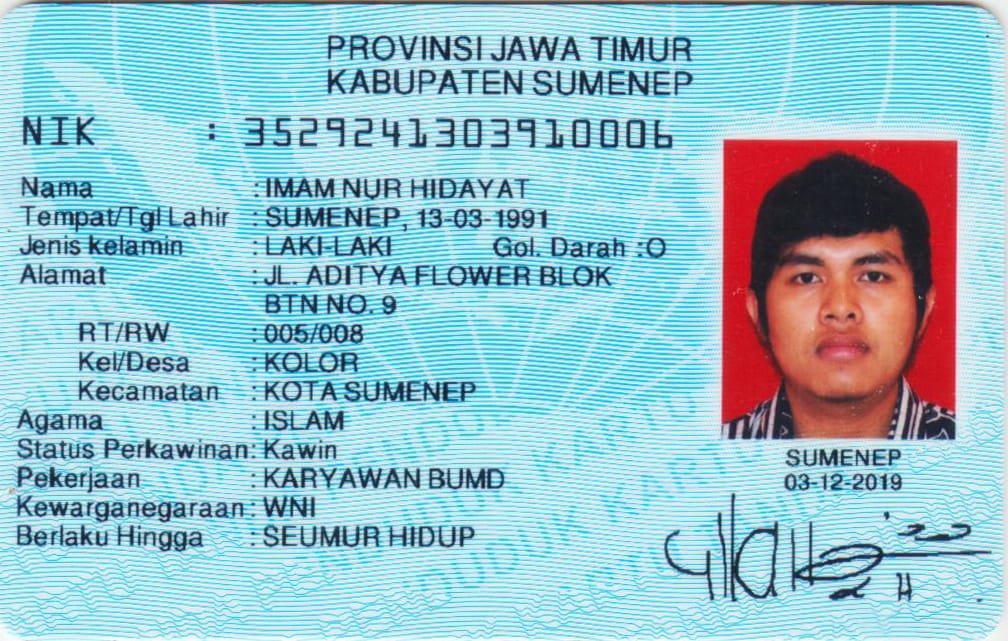 PROVINSI JAWA TIMUR
KABUPATEN SUMENEP
NIK : 3529241303910006
Nama : IMAM NUR HIDAYAT
Tempat/Tgl Lahir : SUMENEP, 13-03-1991
Jenis kelamin : LAKI-LAKI Gol. Darah :O
Alamat : JL. ADITYA FLOWER BLOK
BTN NO. 9
RT/RW : 005/008
Kel/Desa : KOLOR
Kecamatan : KOTA SUMENEP
Agama : ISLAM
Status Perkawinan: Kawin
Pekerjaan : KARYAWAN BUMD
Kewarganegaraan: WNI
Berlaku Hingga : SEUMUR HIDUP
SUMENEP
03-12-2019